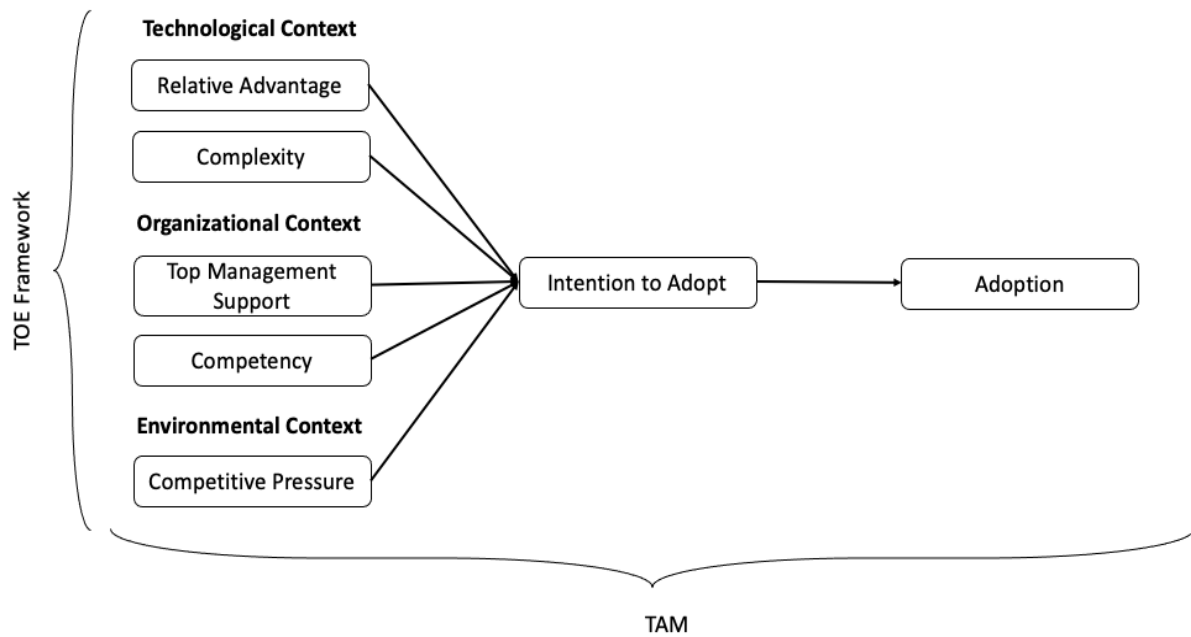 Technological Context
Relative Advantage
Complexity
Organizational Context
Top Management
Support
Competency
Environmental Context
Competitive Pressure
TOE Framework
Intention to Adopt
Adoption
TAM